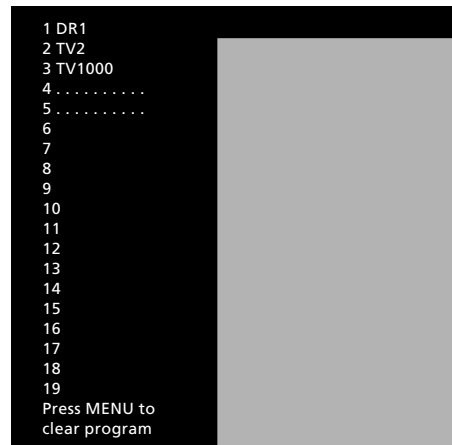 1 DR1
2 TV2
3 TV1000
4 . . . . . . . . . .
5 . . . . . . . . . .
6
7
8
9
10
11
12
13
14
15
16
17
18
19
Press MENU to
clear program